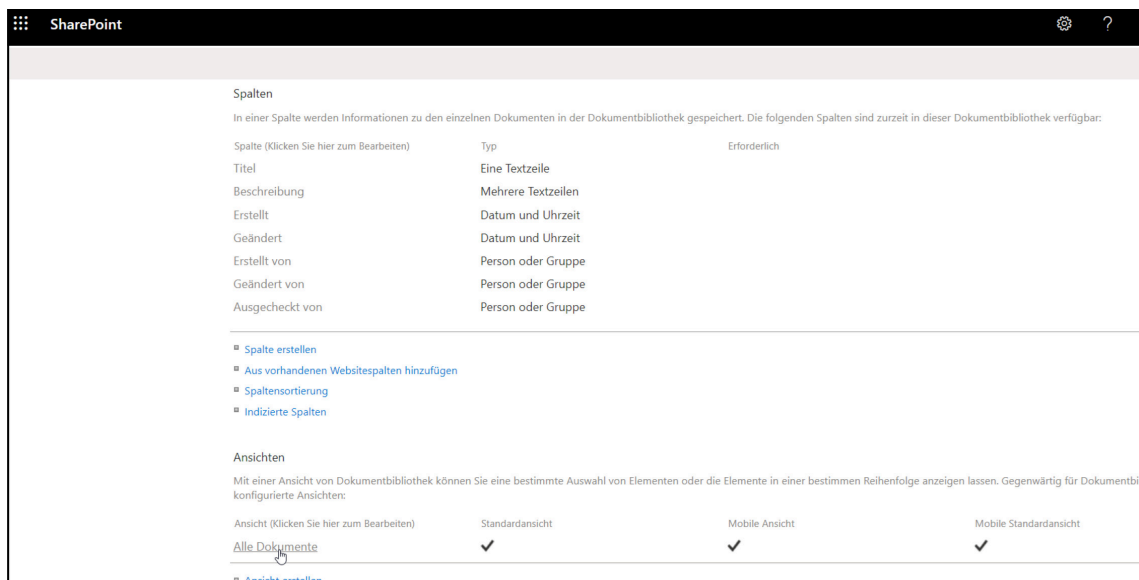 SharePoint
?
Spalten
In einer Spalte werden Informationen zu den einzelnen Dokumenten in der Dokumentbibliothek gespeichert. Die folgenden Spalten sind zurzeit in dieser Dokumentbibliothek verfügbar:
Spalte (Klicken Sie hier zum Bearbeiten) Typ Erforderlich
Titel Eine Textzeile
Beschreibung Mehrere Textzeilen
Erstellt Datum und Uhrzeit
Geändert Datum und Uhrzeit
Erstellt von Person oder Gruppe
Geändert von Person oder Gruppe
Ausgecheckt von Person oder Gruppe
Spalte erstellen
Aus vorhandenen Websitespalten hinzufügen
Spaltensortierung
Indizierte Spalten
Ansichten
Mit einer Ansicht von Dokumentbibliothek können Sie eine bestimmte Auswahl von Elementen oder die Elemente in einer bestimmen Reihenfolge anzeigen lassen. Gegenwärtig für Dokumentbi
konfigurierte Ansichten:
Ansicht (Klicken Sie hier zum Bearbeiten) Standardansicht Mobile Ansicht Mobile Standardansicht
Alle Dokumente
Ansicht erstellen